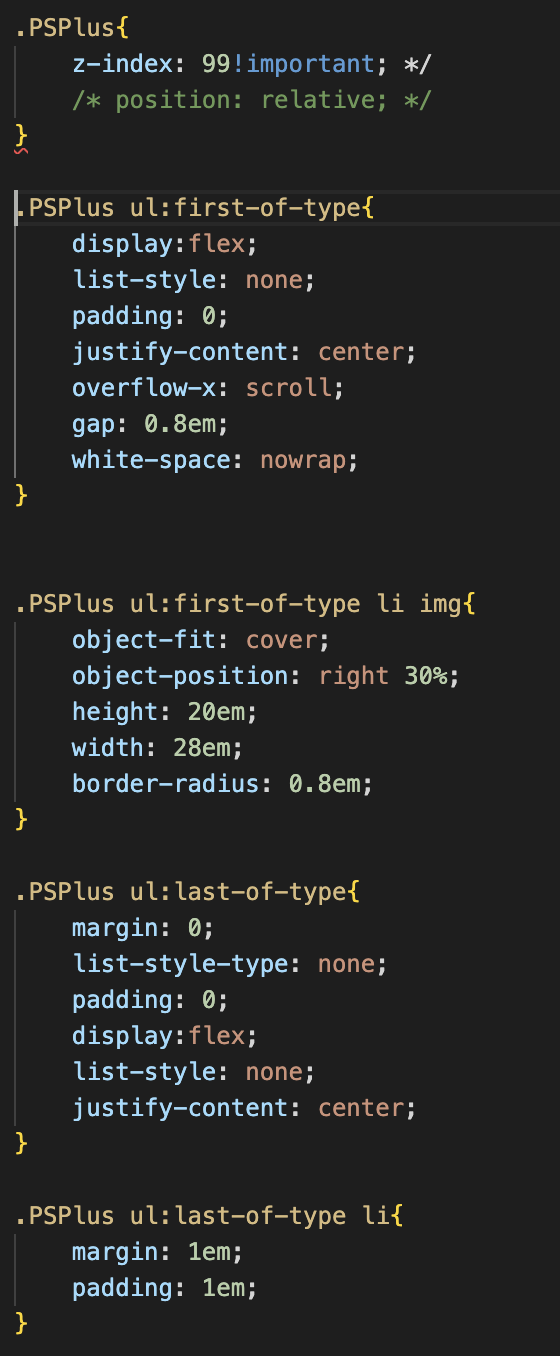 .PSPlus{
    z-index: 99!important; */
    /* position: relative; */
}

.PSPlus ul:first-of-type{
    display:flex;
    list-style: none;
    padding: 0;
    justify-content: center;
    overflow-x: scroll;
    gap: 0.8em;
    white-space: nowrap;
}


.PSPlus ul:first-of-type li img{
    object-fit: cover;
    object-position: right 30%;
    height: 20em;
    width: 28em;
    border-radius: 0.8em;
}

.PSPlus ul:last-of-type{
    margin: 0;
    list-style-type: none;
    padding: 0;
    display:flex;
    list-style: none;
    justify-content: center;
}

.PSPlus ul:last-of-type li{
    margin: 1em;
    padding: 1em;
}